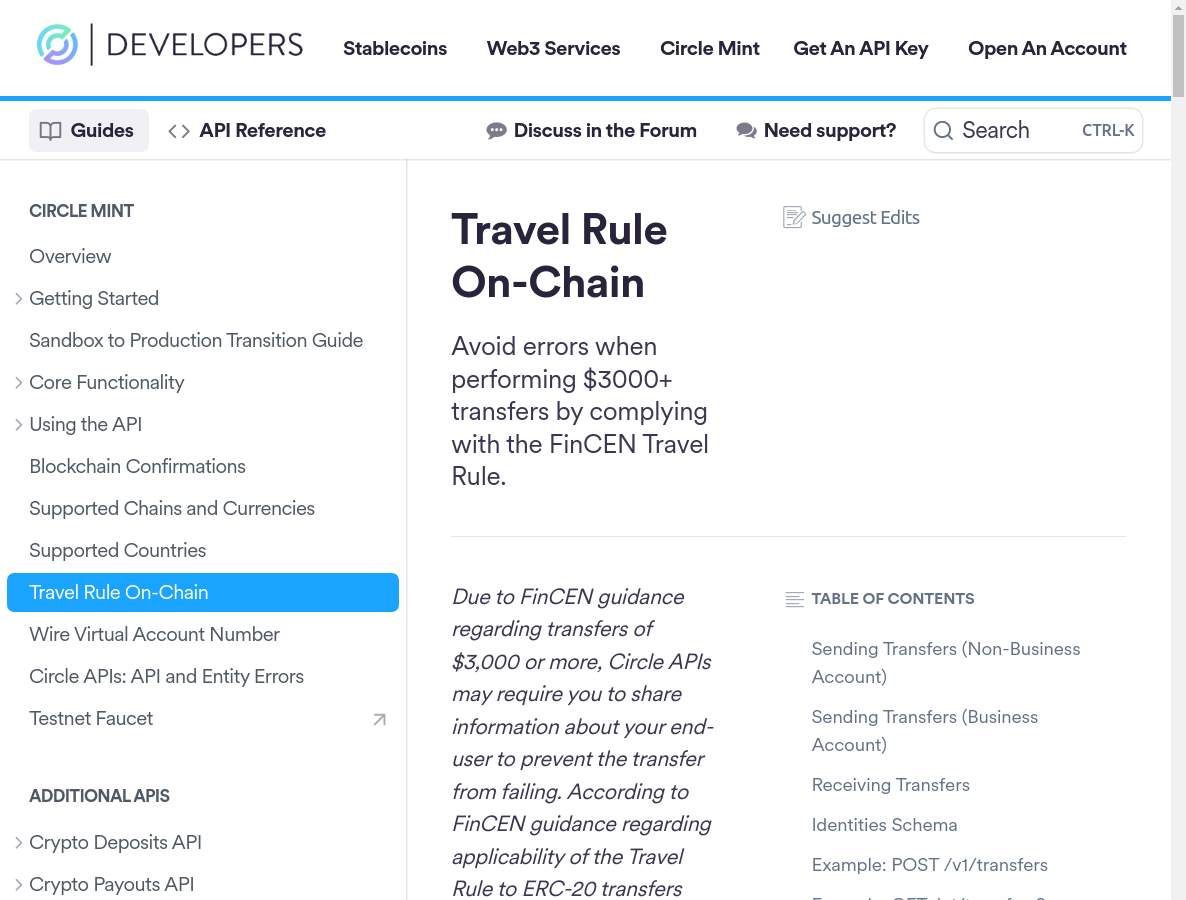 DEVELOPERS
Stablecoins
Web3 Services
Circle Mint
Get An API Key
Open An Account
Guides
API Reference
Discuss in the Forum
Need support?
Search
CTRL-K
CIRCLE MINT
Overview
Getting Started
Sandbox to Production Transition Guide
Core Functionality
Using the API
Blockchain Confirmations
Supported Chains and Currencies
Supported Countries
Travel Rule On-Chain
Wire Virtual Account Number
Circle APIs: API and Entity Errors
Testnet Faucet
ADDITIONAL APIS
Crypto Deposits API
Crypto Payouts API
Travel Rule
On-Chain
Suggest Edits
Avoid errors when
performing $3000+
transfers by complying
with the FinCEN Travel
Rule.
Due to FinCEN guidance
regarding transfers of
$3,000 or more, Circle APIs
may require you to share
information about your end-
user to prevent the transfer
from failing. According to
FinCEN guidance regarding
applicability of the Travel
Rule to ERC-20 transfers
TABLE OF CONTENTS
Sending Transfers (Non-Business
Account)
Sending Transfers (Business
Account)
Receiving Transfers
Identities Schema
Example: POST /v1/transfers